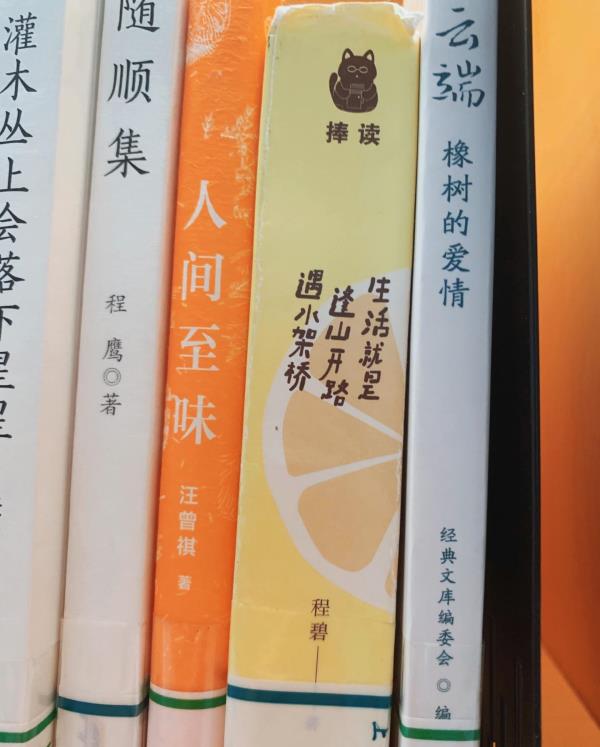 灌木丛上会落下星星
随顺集
程鹰◎著
人间至味
汪曾祺 著
捧读
生活就是
逢山开路
遇水架桥
程碧
云端
橡树的爱情
经典文库编委会◎编